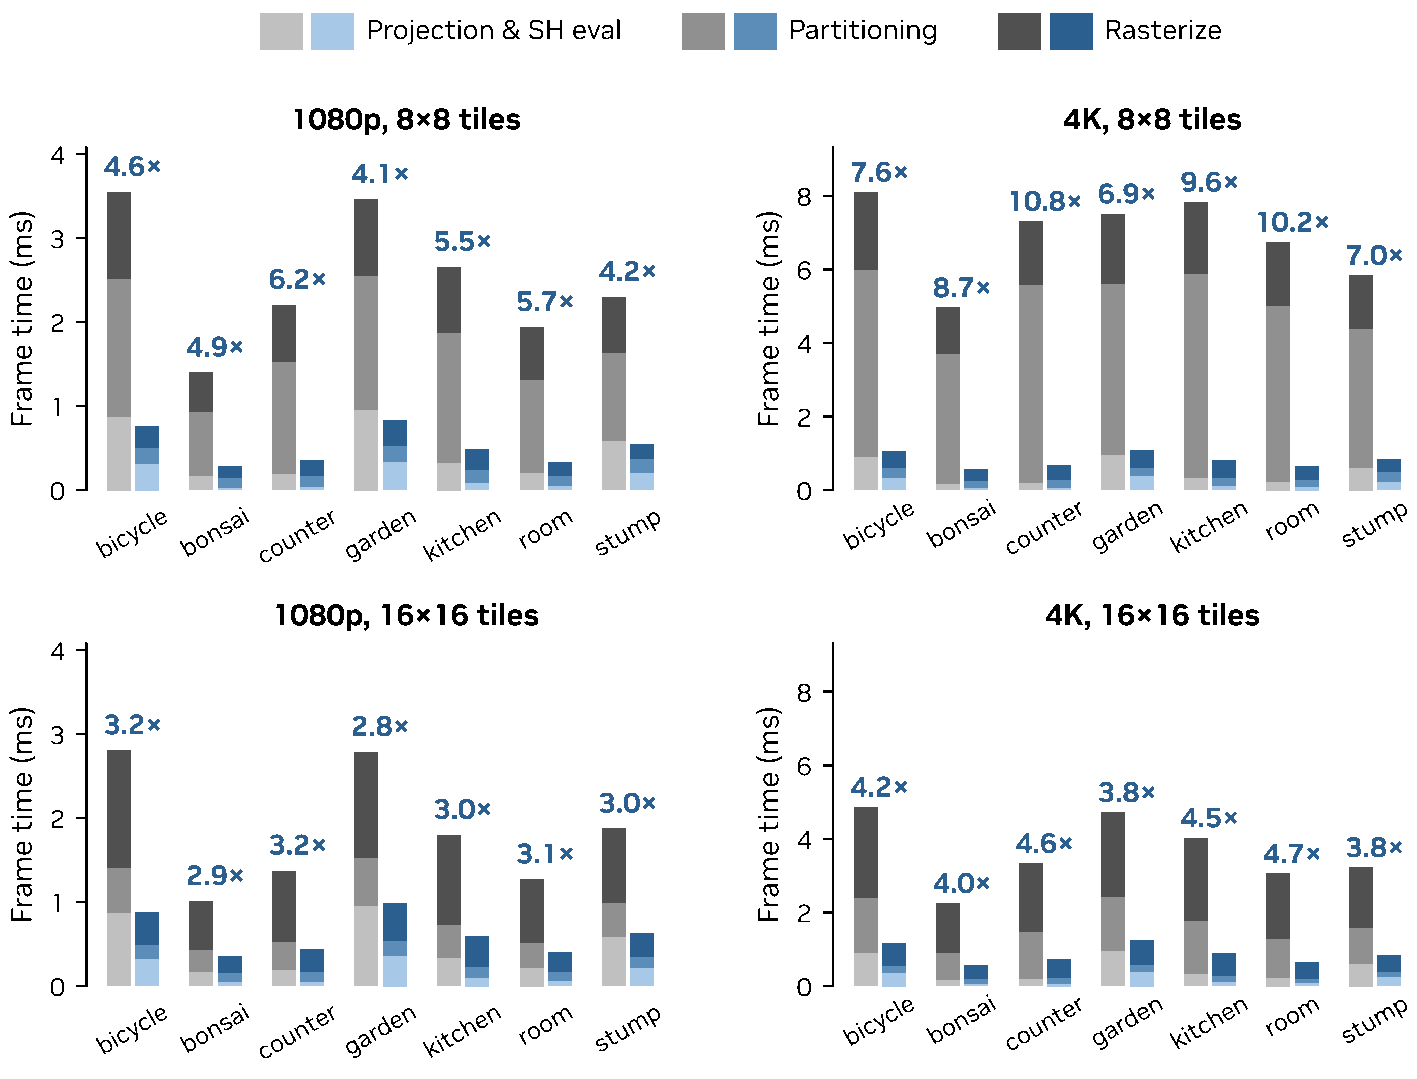 Projection & SH eval Partitioning Rasterize
1080p, 8×8 tiles
Frame time (ms)
4
3
2
1
0
4.6×
4.9×
6.2×
4.1×
5.5×
5.7×
4.2×
bicycle
bonsai
counter
garden
kitchen
room
stump
4K, 8×8 tiles
Frame time (ms)
8
6
4
2
0
7.6×
8.7×
10.8×
6.9×
9.6×
10.2×
7.0×
bicycle
bonsai
counter
garden
kitchen
room
stump
1080p, 16×16 tiles
Frame time (ms)
4
3
2
1
0
3.2×
2.9×
3.2×
2.8×
3.0×
3.1×
3.0×
bicycle
bonsai
counter
garden
kitchen
room
stump
4K, 16×16 tiles
Frame time (ms)
8
6
4
2
0
4.2×
4.0×
4.6×
3.8×
4.5×
4.7×
3.8×
bicycle
bonsai
counter
garden
kitchen
room
stump